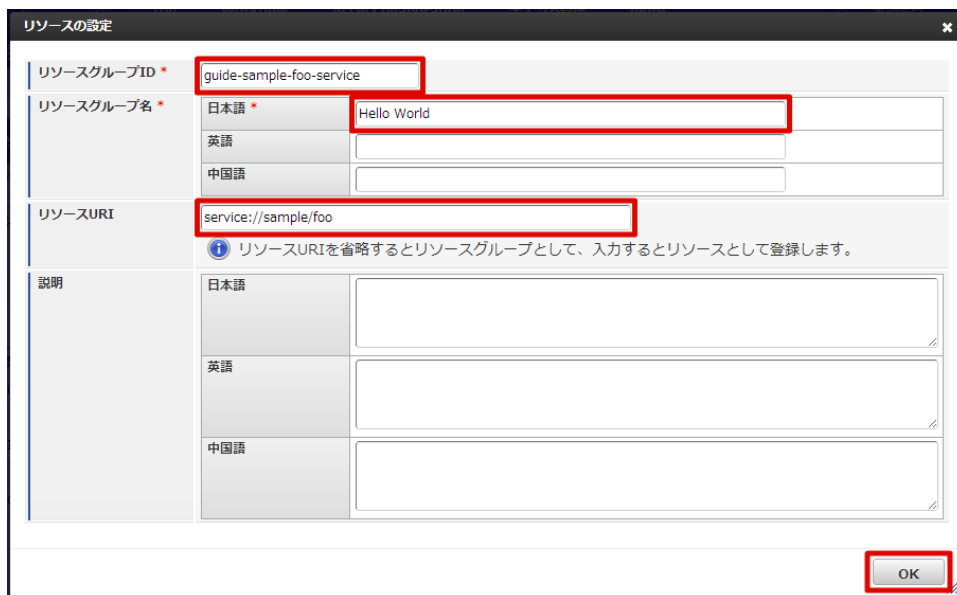 リソースの設定
リソースグループID *
guide-sample-foo-service
リソースグループ名 *
日本語 *
Hello World
英語
中国語
リソースURI
service://sample/foo
リソースURIを省略するとリソースグループとして、入力するとリソースとして登録します。
説明
日本語
英語
中国語
OK